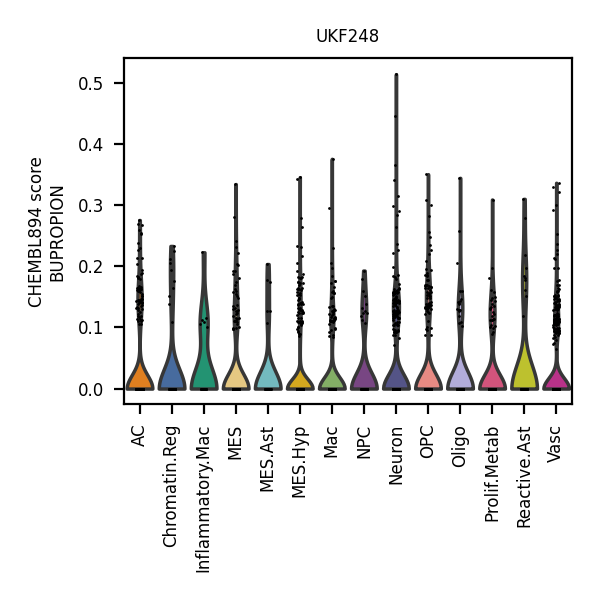 UKF248
CHEMBL894 score
BUPROPION
0.5
0.4
0.3
0.2
0.1
0.0
AC
Chromatin.Reg
Inflammatory.Mac
MES
MES.Ast
MES.Hyp
Mac
NPC
Neuron
OPC
Oligo
Prolif.Metab
Reactive.Ast
Vasc